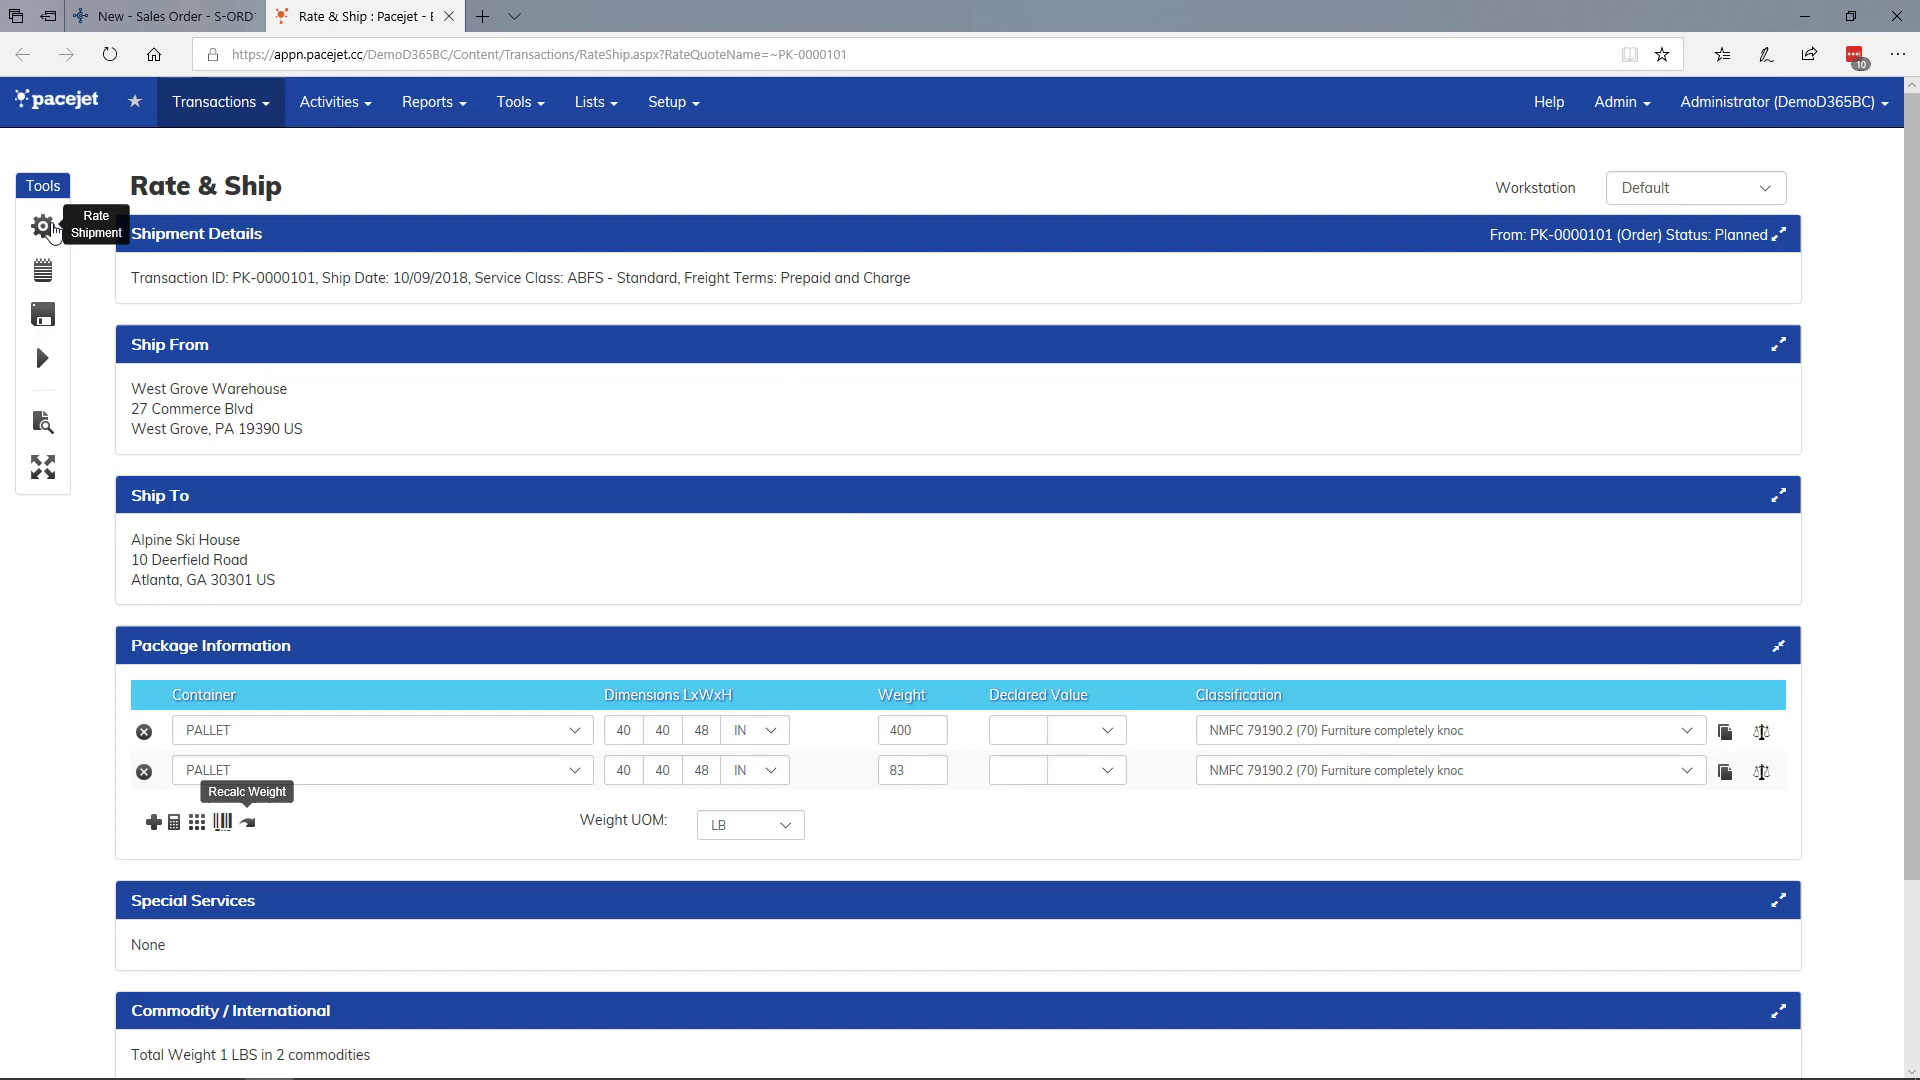 New - Sales Order - S-ORD
Rate & Ship : Pacejet - E
https://appn.pacejet.cc/DemoD365BC/Content/Transactions/RateShip.aspx?RateQuoteName=~PK-0000101
10
pacejet
Transactions
Activities
Reports
Tools
Lists
Setup
Help
Admin
Administrator (DemoD365BC)
Tools
Rate & Ship
Workstation
Default
Rate
Shipment
Shipment Details
From: PK-0000101 (Order) Status: Planned
Transaction ID: PK-0000101, Ship Date: 10/09/2018, Service Class: ABFS - Standard, Freight Terms: Prepaid and Charge
Ship From
West Grove Warehouse
27 Commerce Blvd
West Grove, PA 19390 US
Ship To
Alpine Ski House
10 Deerfield Road
Atlanta, GA 30301 US
Package Information
Container Dimensions LxWxH Weight Declared Value Classification
PALLET 40 40 48 IN 400 NMFC 79190.2 (70) Furniture completely knoc
PALLET 40 40 48 IN 83 NMFC 79190.2 (70) Furniture completely knoc
Recalc Weight
Weight UOM: LB
Special Services
None
Commodity / International
Total Weight 1 LBS in 2 commodities